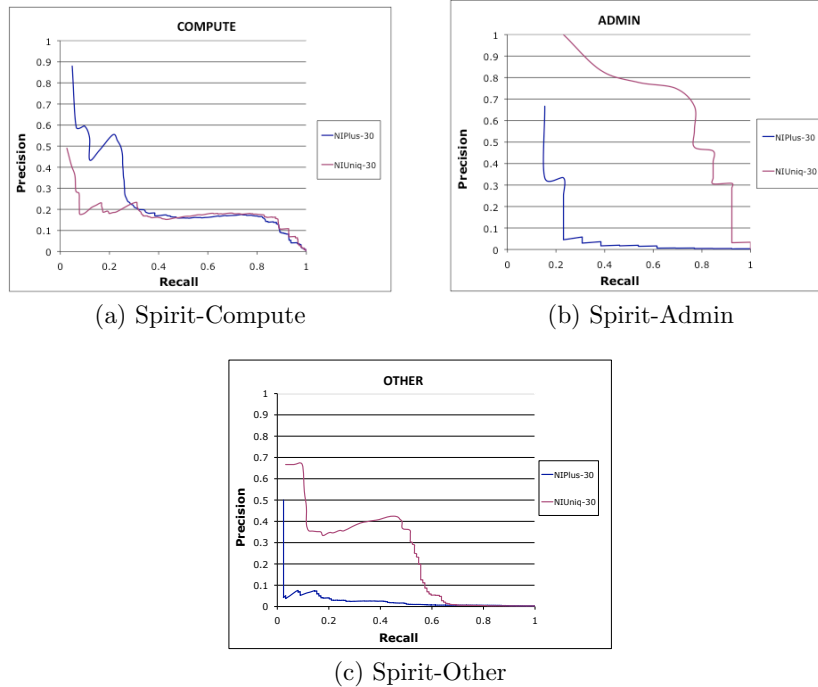 COMPUTE
1
0.9
0.8
0.7
0.6
0.5
0.4
0.3
0.2
0.1
0
Precision
0 0.2 0.4 0.6 0.8 1
Recall
NIPlus-30
NIUniq-30
(a) Spirit-Compute
ADMIN
1
0.9
0.8
0.7
0.6
0.5
0.4
0.3
0.2
0.1
0
Precision
0 0.2 0.4 0.6 0.8 1
Recall
NIPlus-30
NIUniq-30
(b) Spirit-Admin
OTHER
1
0.9
0.8
0.7
0.6
0.5
0.4
0.3
0.2
0.1
0
Precision
0 0.2 0.4 0.6 0.8 1
Recall
NIPlus-30
NIUniq-30
(c) Spirit-Other